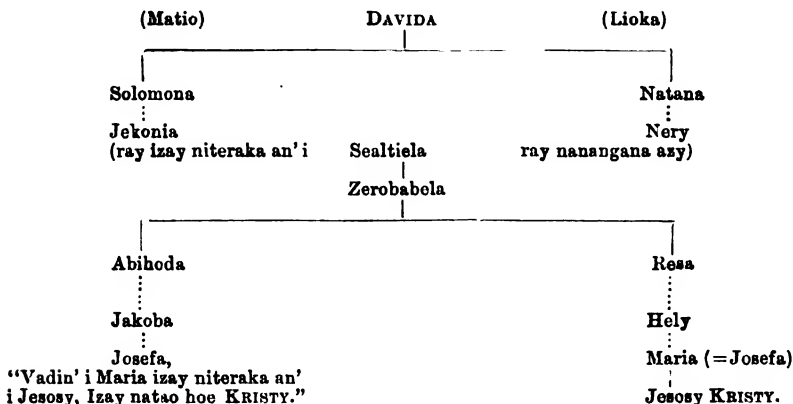 (Matio) DAVIDA (Lioka)
Solomona Natana
Jekonia Nery
(ray izay niteraka an' i Sealtiela ray nanangana azy)
Zerobabela
Abihoda Resa
Jakoba Hely
Josefa, Maria (=Josefa)
"Vadin' i Maria izay niteraka an'
i Jesosy, Izay natao hoe KRISTY." Jesosy KRISTY.